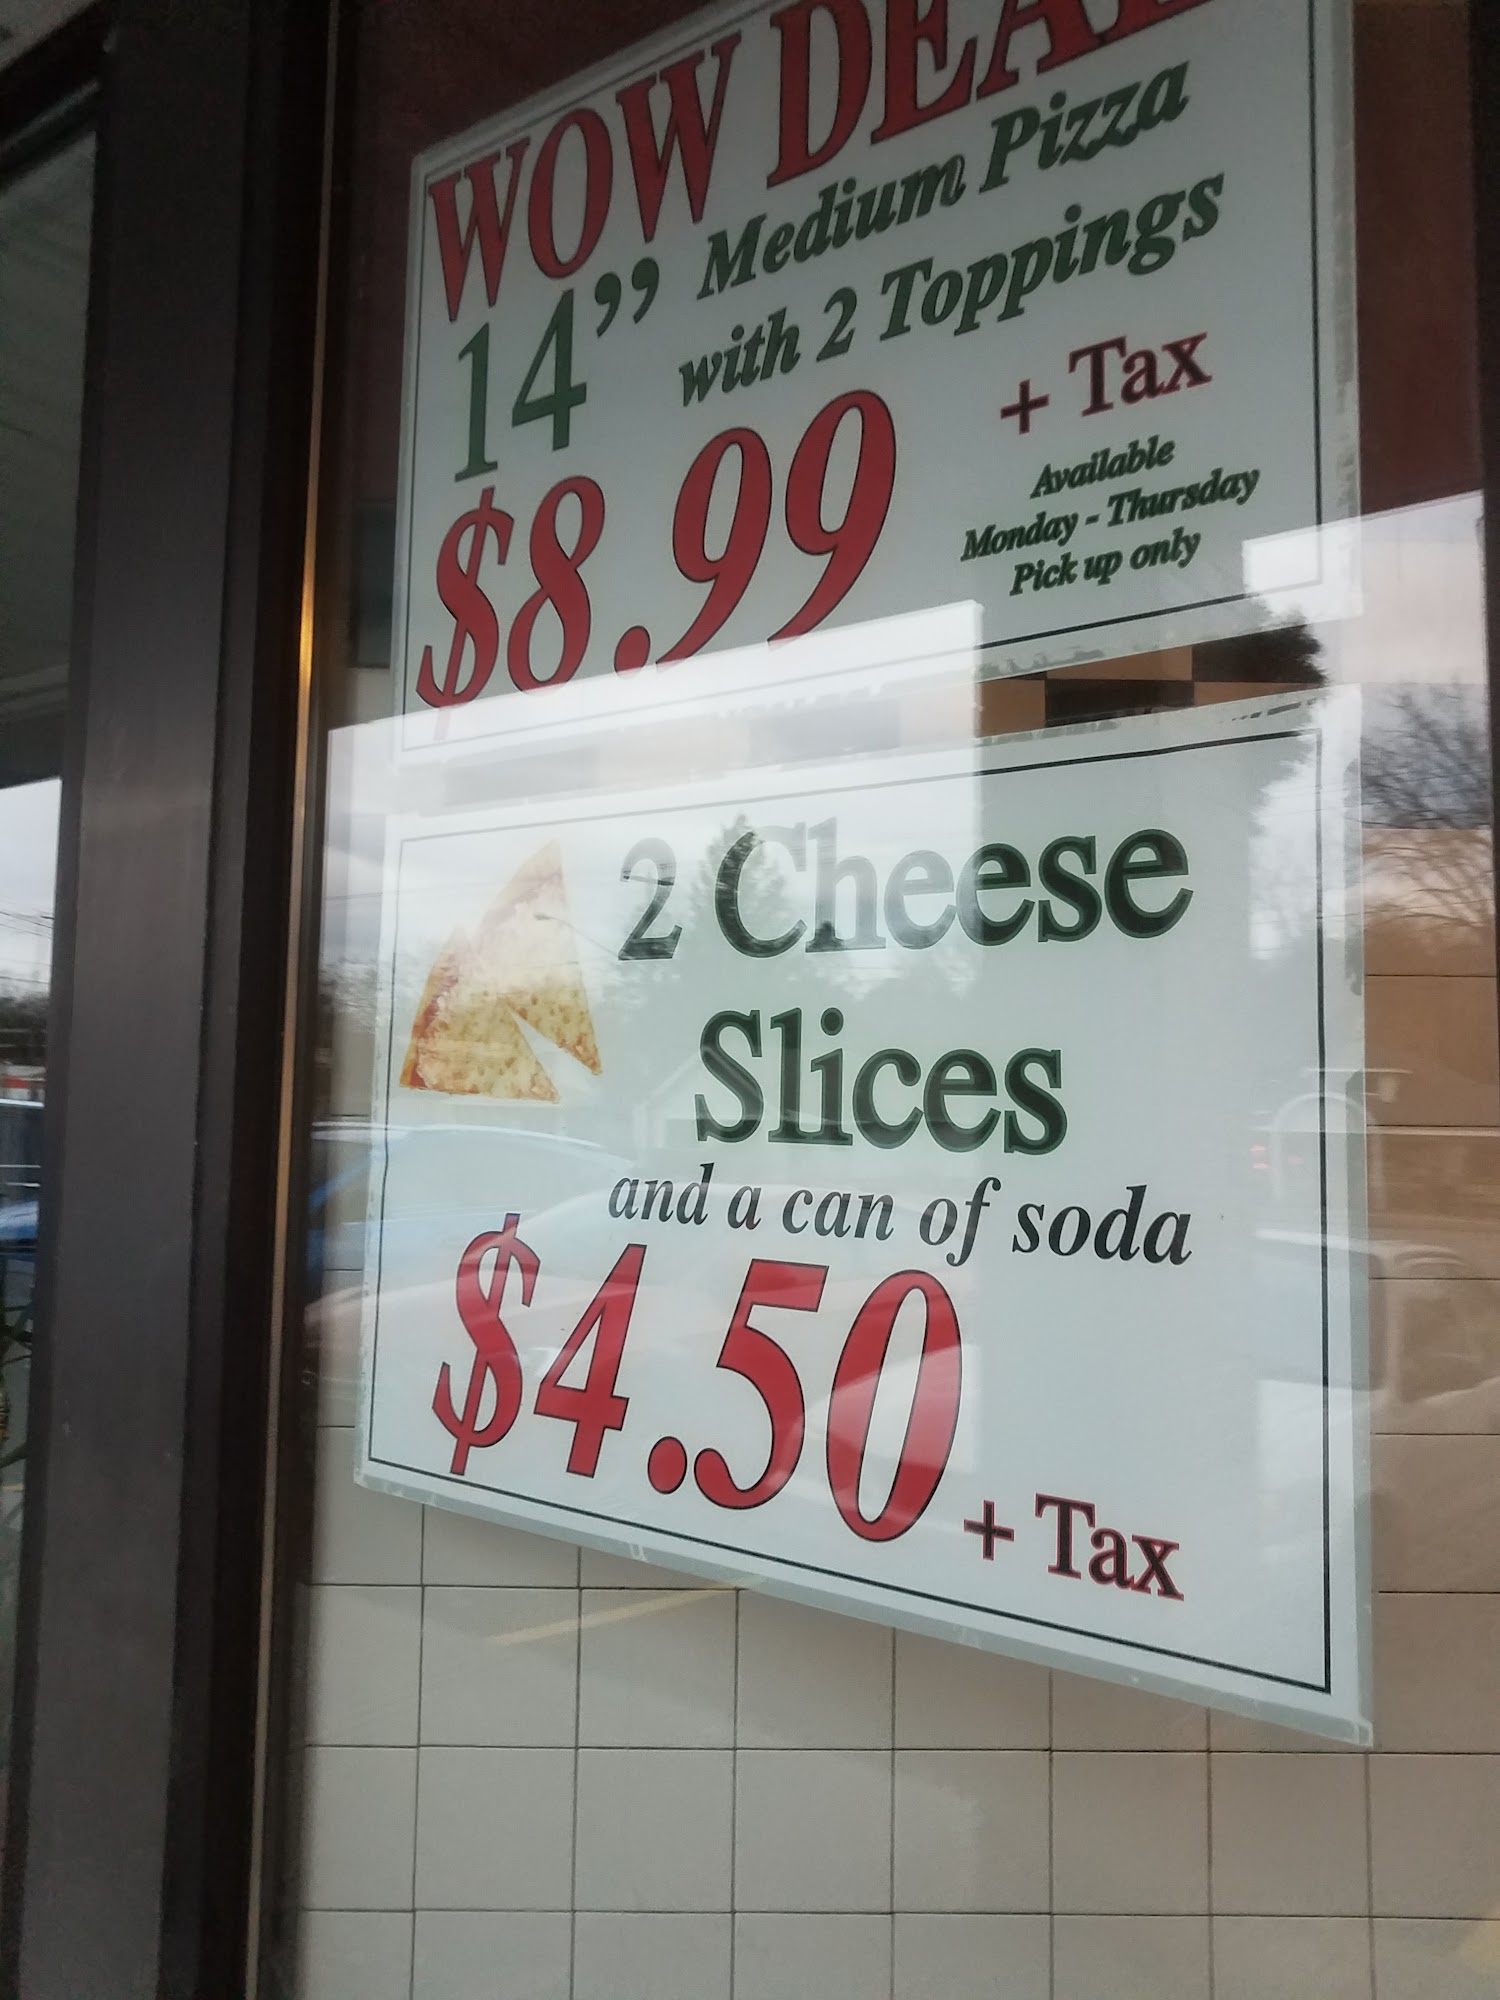 WOW DEAL
14” Medium Pizza
with 2 Toppings
$8.99 + Tax
Available
Monday - Thursday
Pick up only
2 Cheese
Slices
and a can of soda
$4.50 + Tax